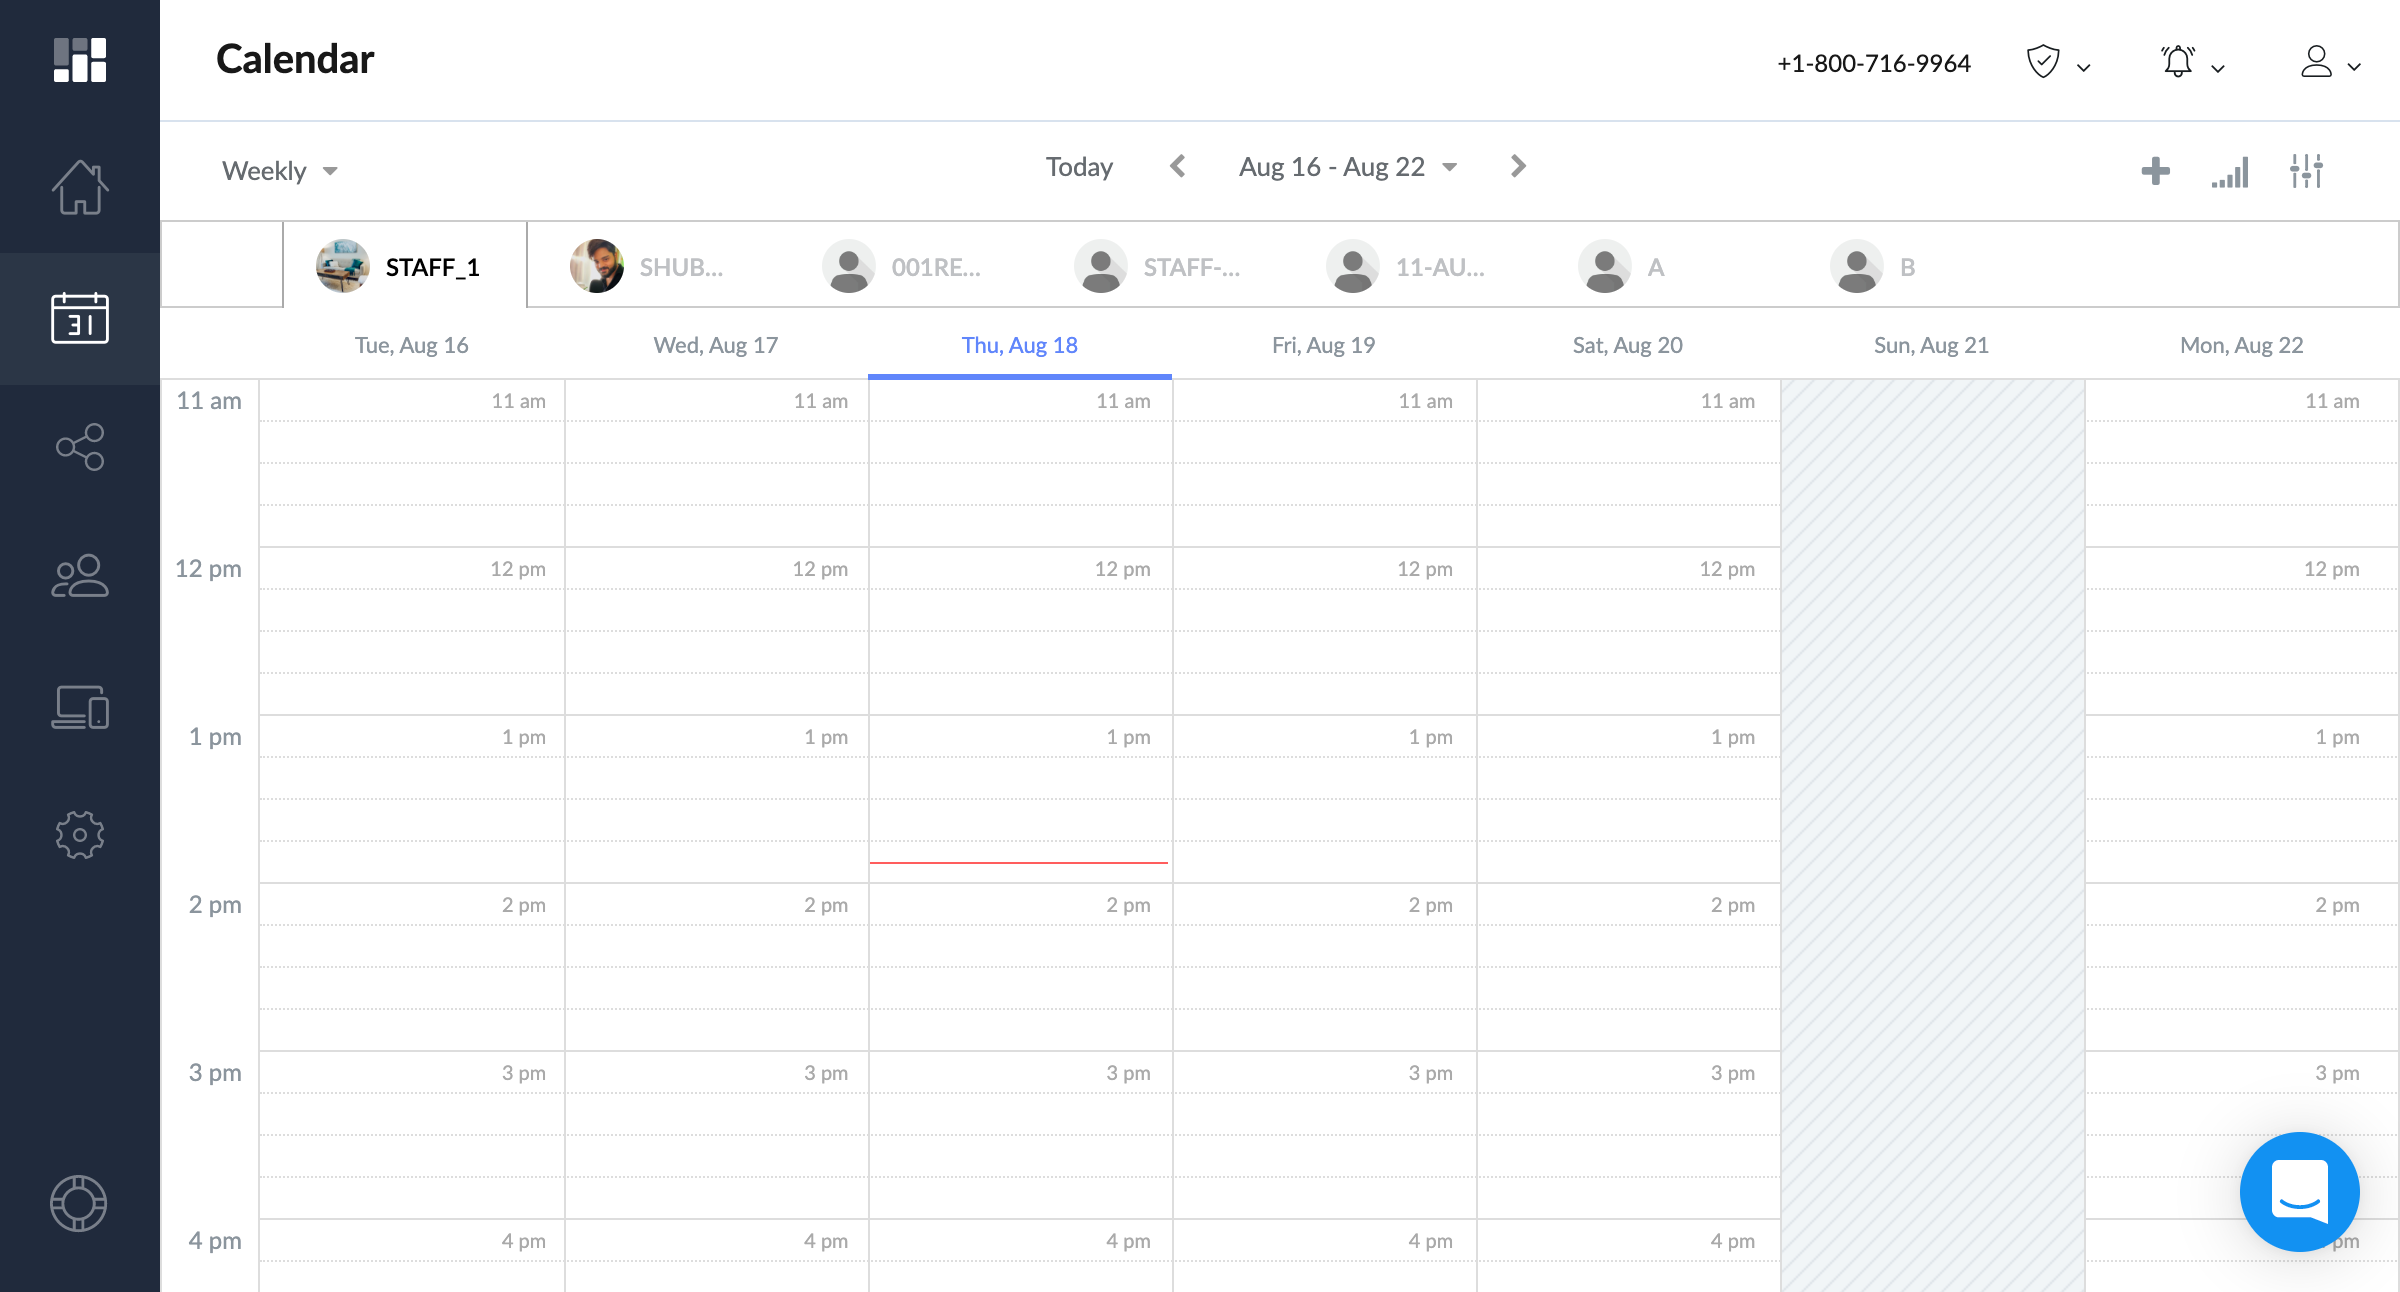 Calendar
+1-800-716-9964
Weekly
Today
Aug 16 - Aug 22
STAFF_1 SHUB... 001RE... STAFF-... 11-AU... A B
Tue, Aug 16 Wed, Aug 17 Thu, Aug 18 Fri, Aug 19 Sat, Aug 20 Sun, Aug 21 Mon, Aug 22
31
11 am 11 am 11 am 11 am 11 am 11 am 11 am
12 pm 12 pm 12 pm 12 pm 12 pm 12 pm 12 pm
1 pm 1 pm 1 pm 1 pm 1 pm 1 pm 1 pm
2 pm 2 pm 2 pm 2 pm 2 pm 2 pm 2 pm
3 pm 3 pm 3 pm 3 pm 3 pm 3 pm 3 pm
4 pm 4 pm 4 pm 4 pm 4 pm 4 pm pm